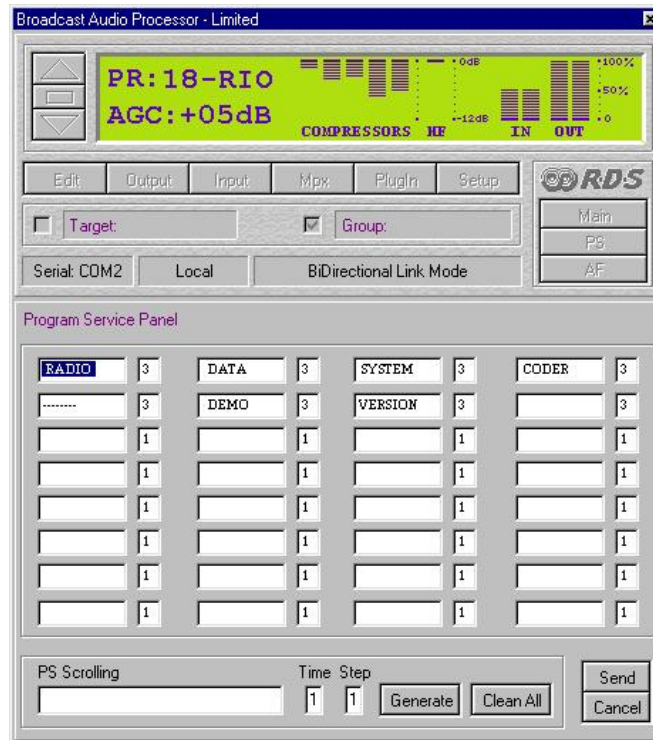 Broadcast Audio Processor - Limited
PR:18-RIO
AGC:+05dB
0dB
-12dB
100%
50%
0
COMPRESSORS HF IN OUT
Edit Output Input Mpx PlugIn Setup
RDS
Target: Group:
Main
PS
AF
Serial: COM2 Local BiDirectional Link Mode
Program Service Panel
RADIO 3 DATA 3 SYSTEM 3 CODER 3
-------- 3 DEMO 3 VERSION 3 3
1 1 1 1
1 1 1 1
1 1 1 1
1 1 1 1
1 1 1 1
1 1 1 1
PS Scrolling Time Step
1 1 Generate Clean All
Send
Cancel